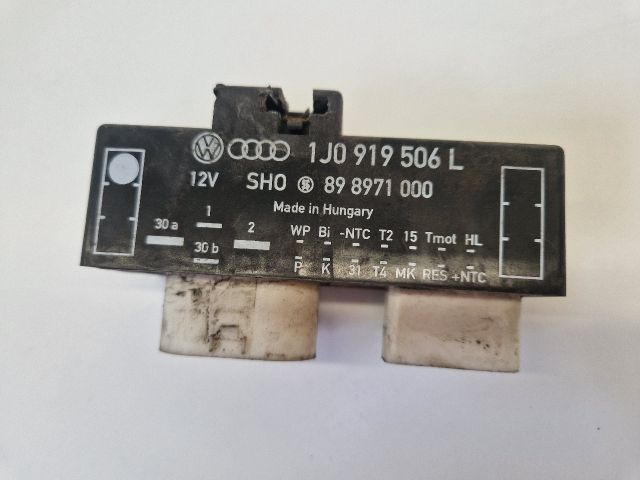 1J0 919 506 L
12V SHO 89 8971 000
Made in Hungary
30 a 1 2 WP Bi -NTC T2 15 Tmot HL
30 b P K 31 T4 MK RES +NTC